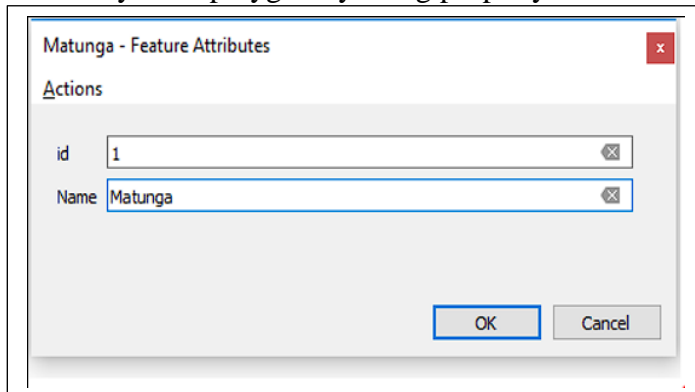 Matunga - Feature Attributes x
Actions
id 1
Name Matunga
OK Cancel